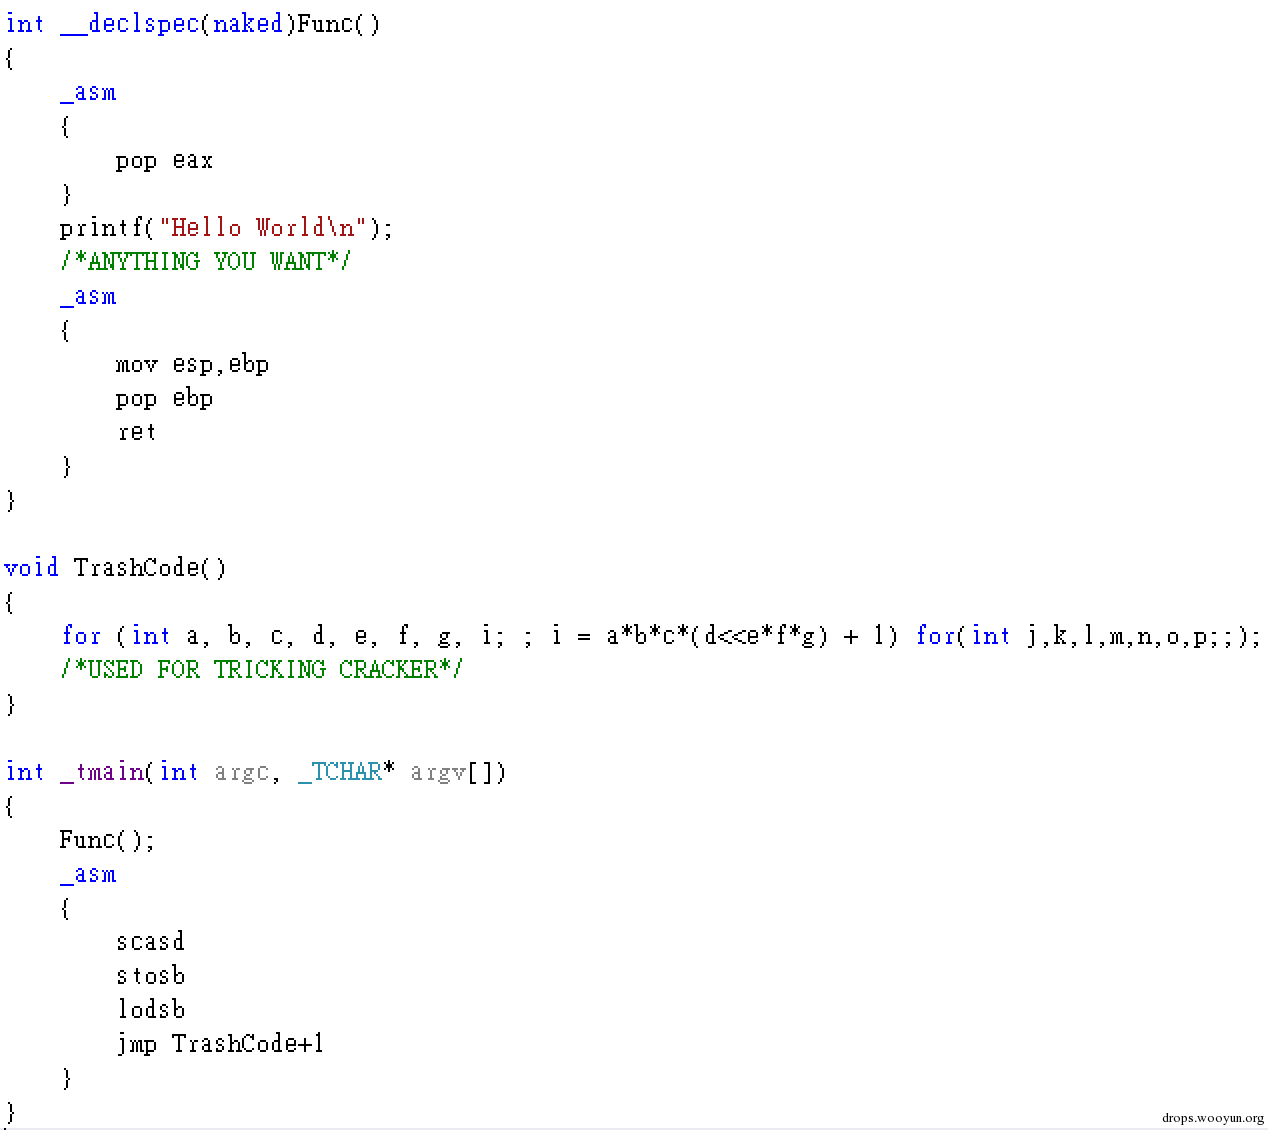 int __declspec(naked)Func()
{
    _asm
    {
        pop eax
    }
    printf("Hello World\n");
    /*ANYTHING YOU WANT*/
    _asm
    {
        mov esp,ebp
        pop ebp
        ret
    }
}

void TrashCode()
{
    for (int a, b, c, d, e, f, g, i; ; i = a*b*c*(d<<e*f*g) + 1) for(int j,k,l,m,n,o,p;;);
    /*USED FOR TRICKING CRACKER*/
}

int _tmain(int argc, _TCHAR* argv[])
{
    Func();
    _asm
    {
        scasd
        stosb
        lodsb
        jmp TrashCode+1
    }
}
drops.wooyun.org